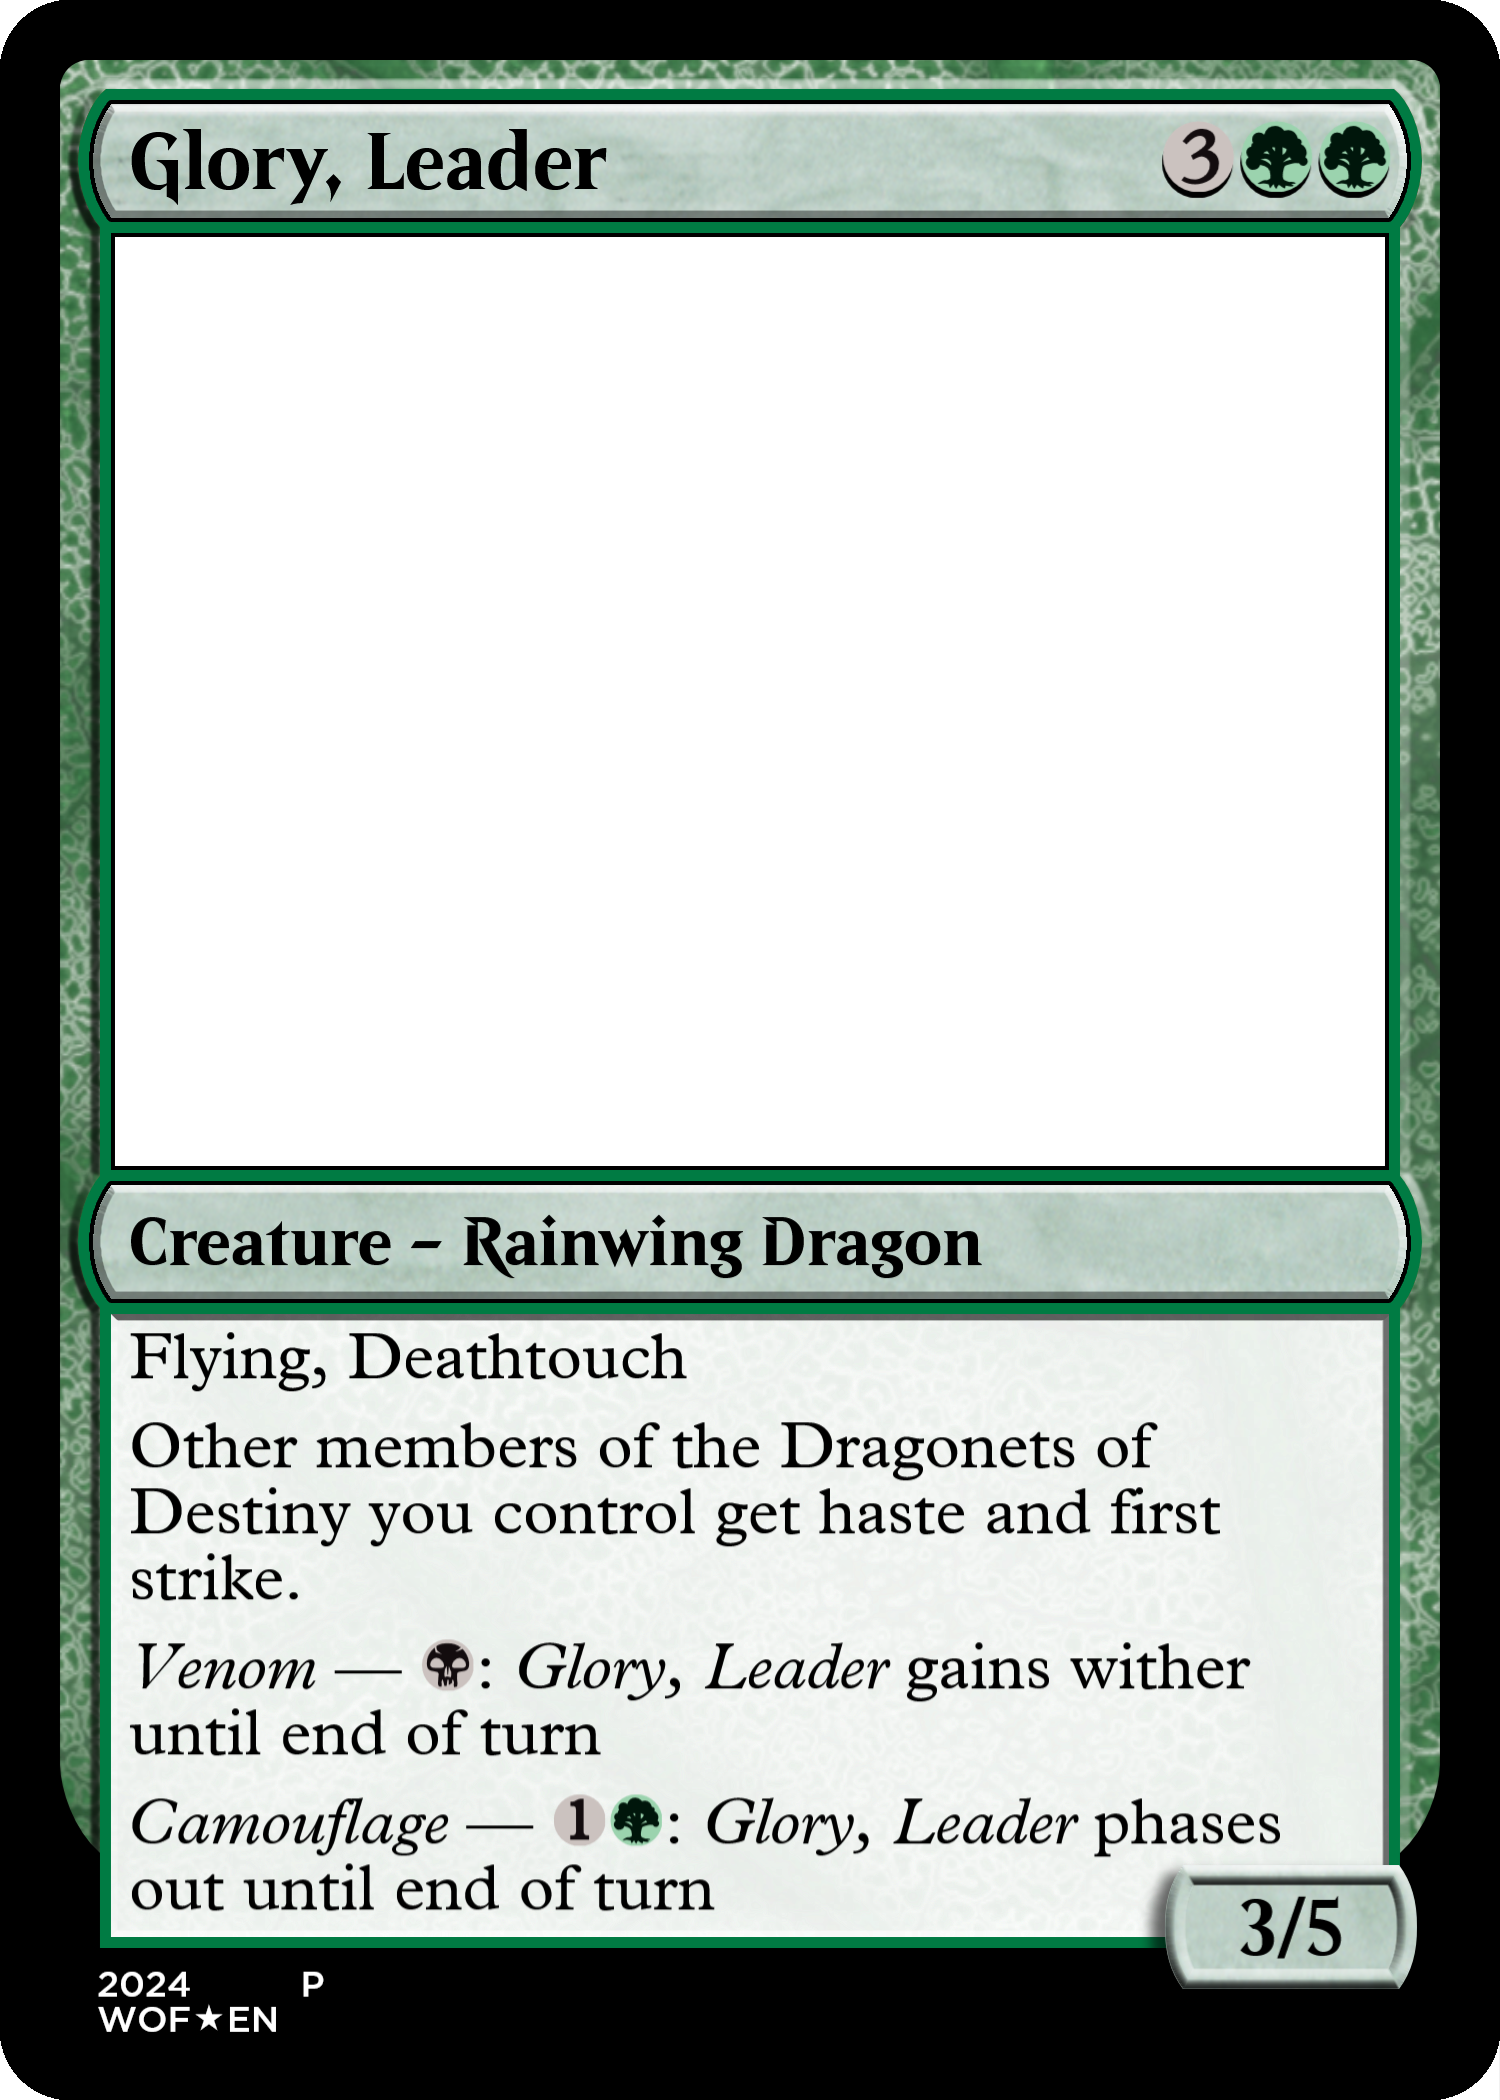 Glory, Leader 3
Creature – Rainwing Dragon
Flying, Deathtouch
Other members of the Dragonets of
Destiny you control get haste and first
strike.
Venom — : Glory, Leader gains wither
until end of turn
Camouflage — 1 : Glory, Leader phases
out until end of turn
3/5
2024 P
WOF★EN